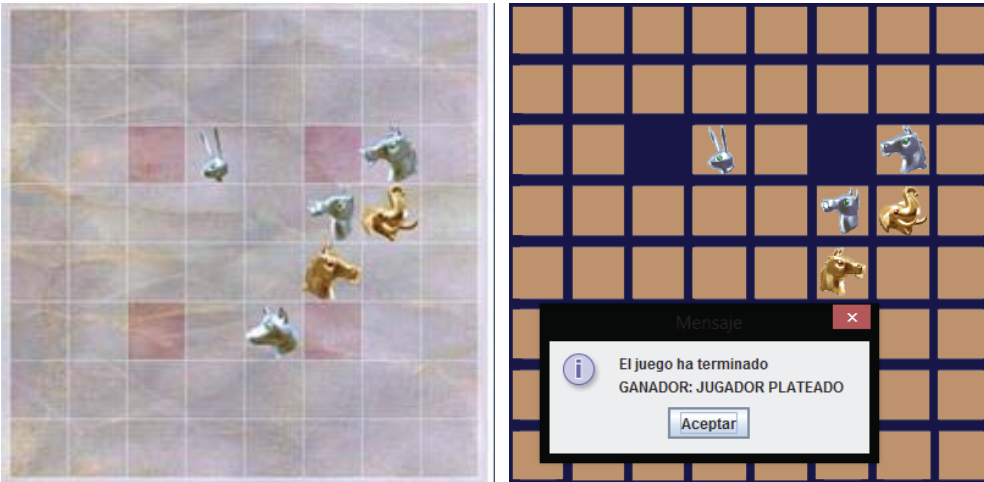 Mensaje
El juego ha terminado
GANADOR: JUGADOR PLATEADO
Aceptar